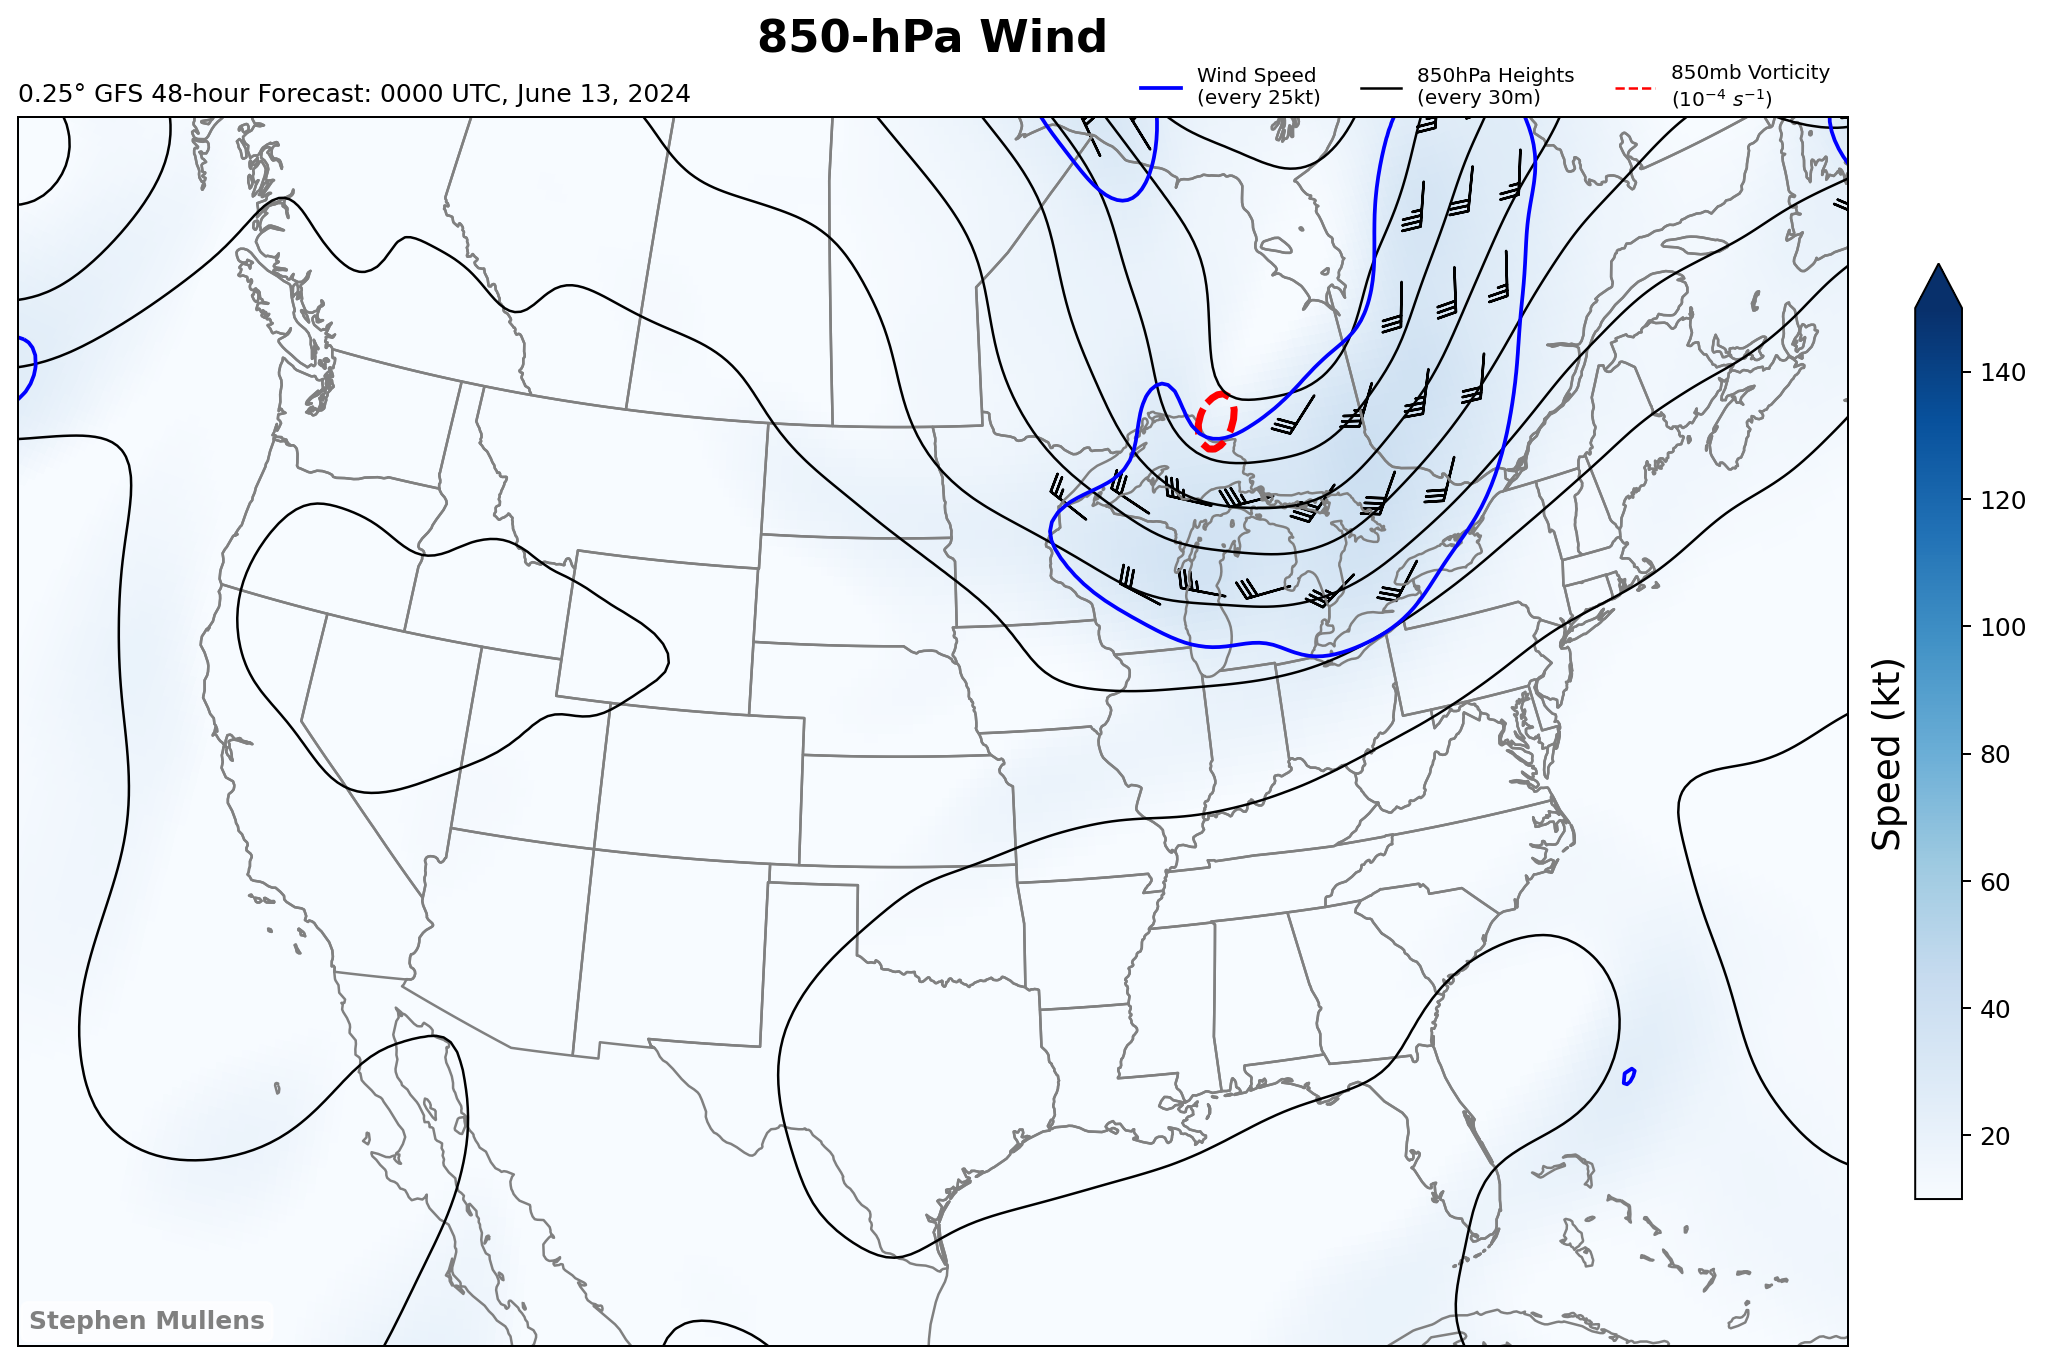 850-hPa Wind
0.25° GFS 48-hour Forecast: 0000 UTC, June 13, 2024
Wind Speed
(every 25kt)
850hPa Heights
(every 30m)
850mb Vorticity
(10⁻⁴ s⁻¹)
140
120
100
80
60
40
20
Speed (kt)
Stephen Mullens